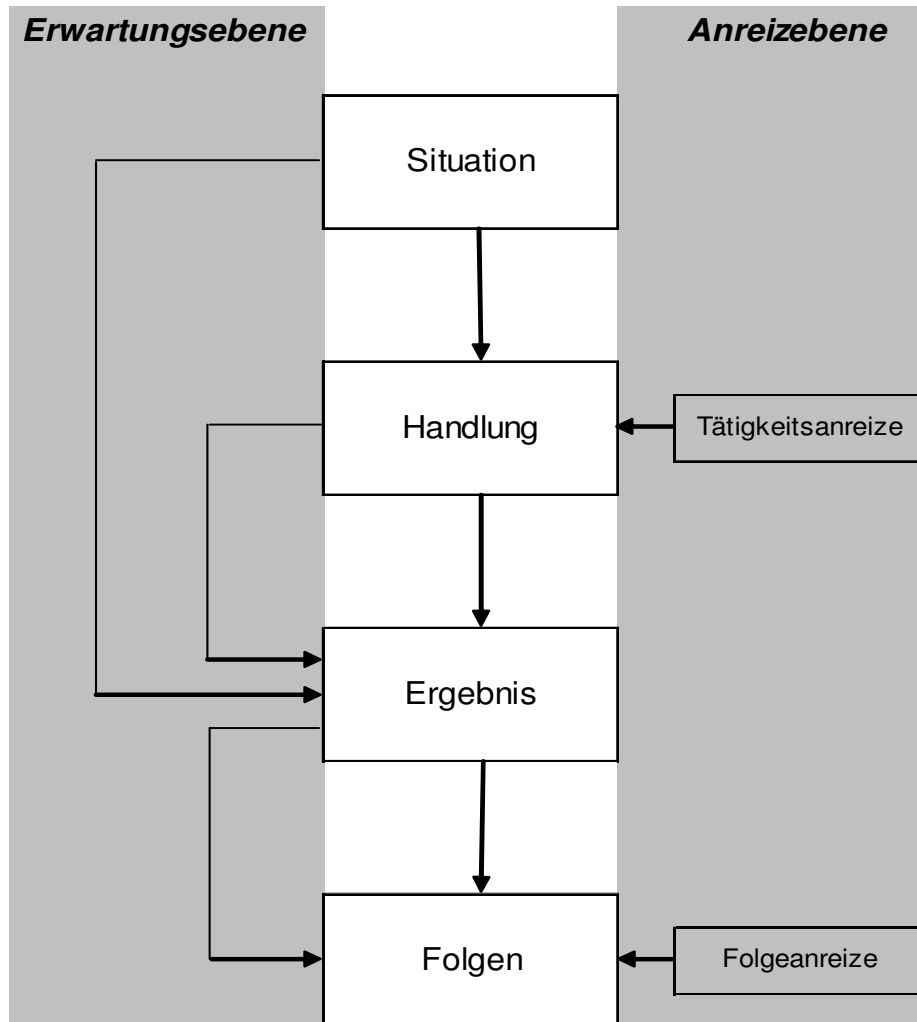 Erwartungsebene
Anreizebene
Situation
Handlung
Tätigkeitsanreize
Ergebnis
Folgen
Folgeanreize